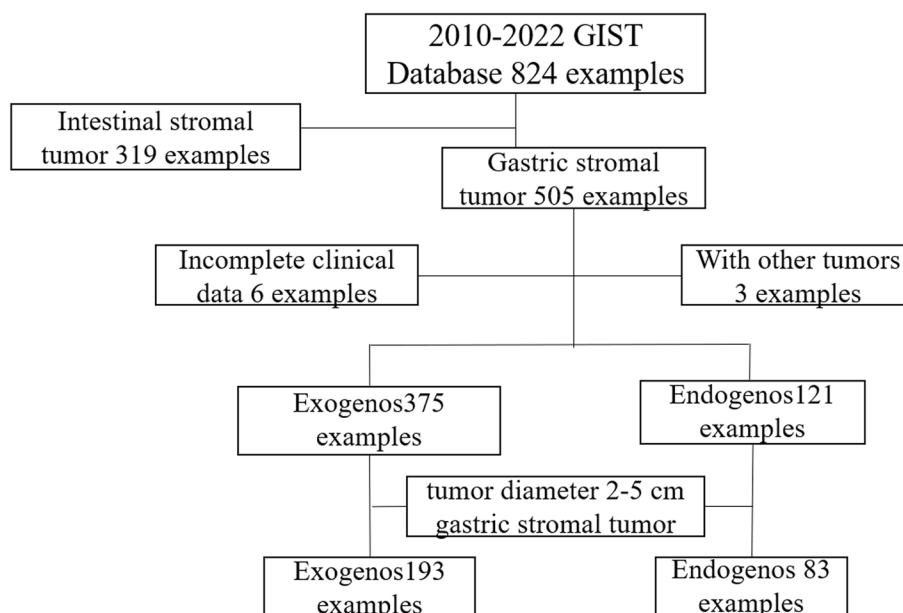 2010-2022 GIST
Database 824 examples
Intestinal stromal
tumor 319 examples
Gastric stromal
tumor 505 examples
Incomplete clinical
data 6 examples
With other tumors
3 examples
Exogenos375
examples
Endogenos121
examples
tumor diameter 2-5 cm
gastric stromal tumor
Exogenos193
examples
Endogenos 83
examples